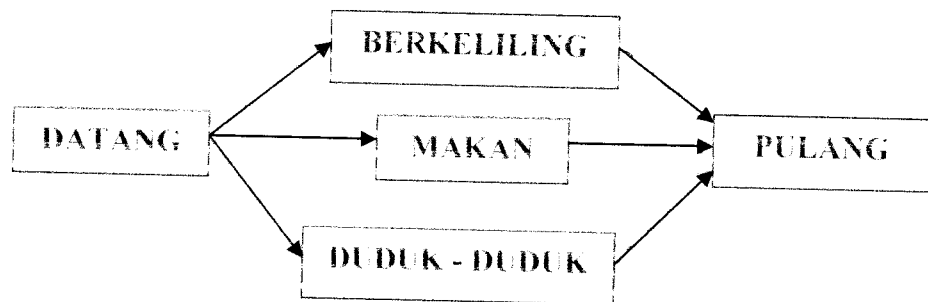 BERKELILING
DATANG
MAKAN
PULANG
DUDUK - DUDUK